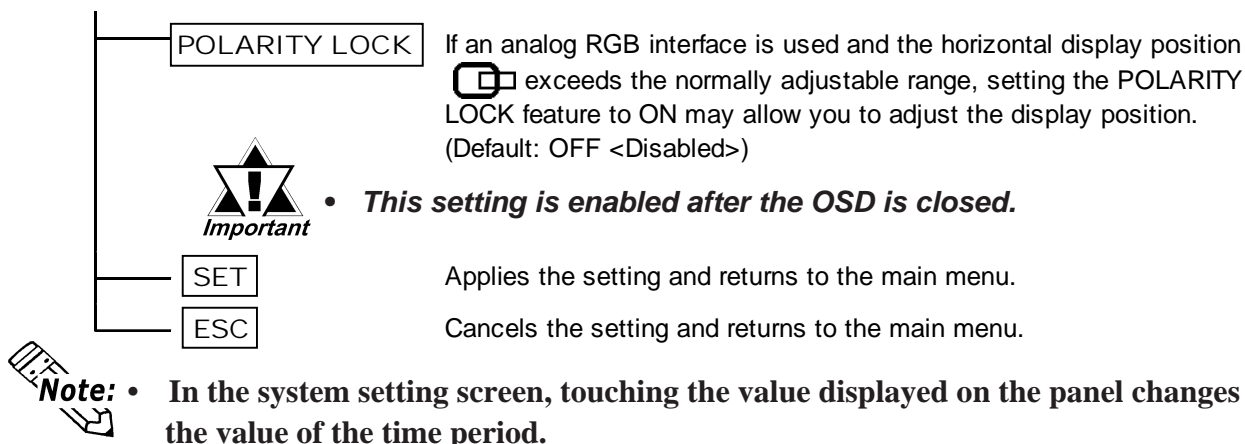 POLARITY LOCK If an analog RGB interface is used and the horizontal display position
exceeds the normally adjustable range, setting the POLARITY
LOCK feature to ON may allow you to adjust the display position.
(Default: OFF <Disabled>)
Important • This setting is enabled after the OSD is closed.
SET Applies the setting and returns to the main menu.
ESC Cancels the setting and returns to the main menu.
Note: • In the system setting screen, touching the value displayed on the panel changes
the value of the time period.